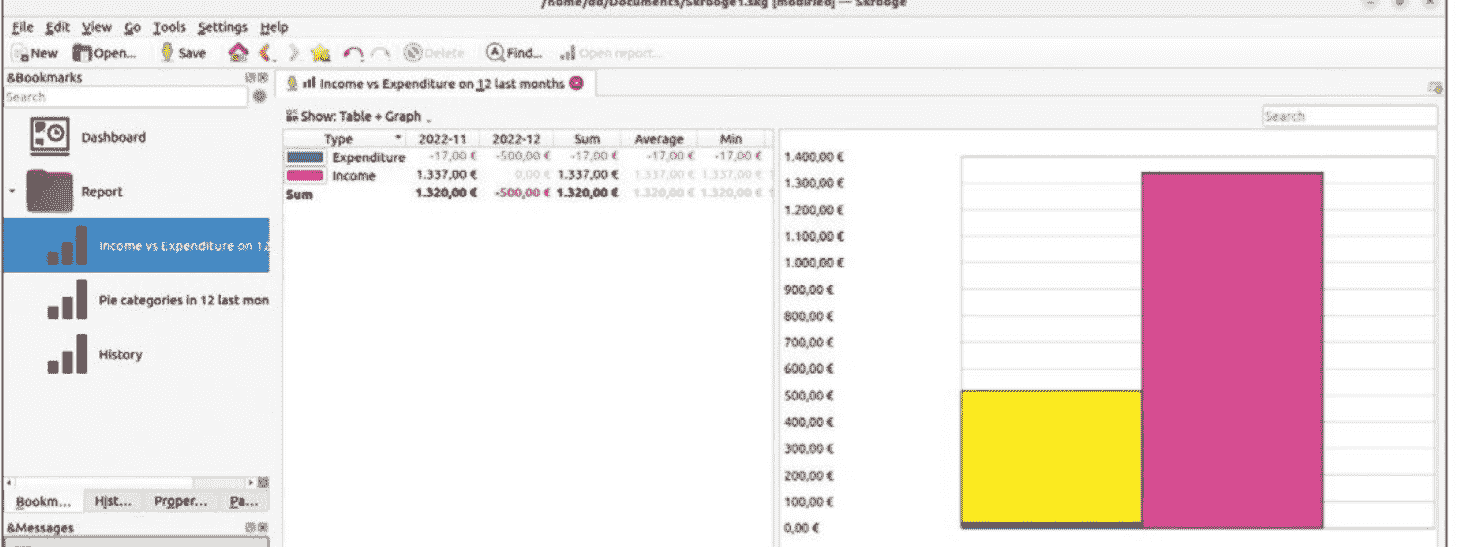 /home/dd/Documents/Skrooge1.skg [modified] — Skrooge
File Edit View Go Tools Settings Help
New Open... Save Delete Find... Open report...
&Bookmarks
Search
Dashboard
Report
Income vs Expenditure on 12
Pie categories in 12 last mon
History
Bookm... Hist... Proper... Pa...
&Messages
Income vs Expenditure on 12 last months
Show: Table + Graph
Search
Type 2022-11 2022-12 Sum Average Min
Expenditure -17,00 € -500,00 € -17,00 € -17,00 € -17,00 €
Income 1.337,00 € 0,00 € 1.337,00 € 1.337,00 € 1.337,00 € 1
Sum 1.320,00 € -500,00 € 1.320,00 € 1.320,00 € 1.320,00 € 1
1.400,00 €
1.300,00 €
1.200,00 €
1.100,00 €
1.000,00 €
900,00 €
800,00 €
700,00 €
600,00 €
500,00 €
400,00 €
300,00 €
200,00 €
100,00 €
0,00 €